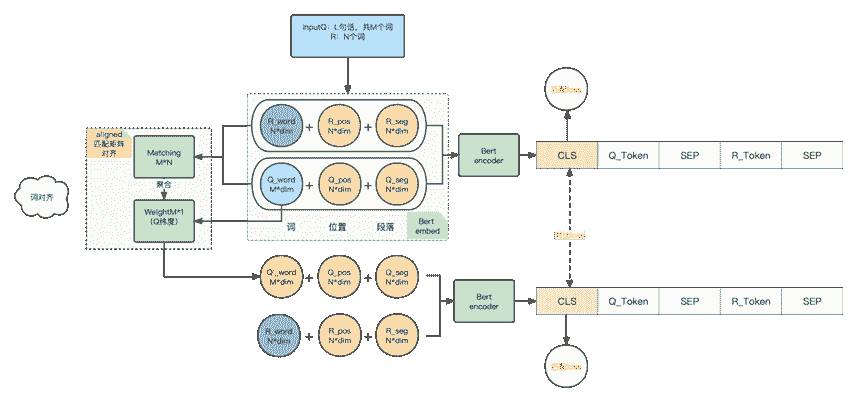 InputQ：L句话，共M个词
R：N个词
aligned
匹配矩阵
对齐
Matching
M*N
聚合
WeightM*1
（Q纬度）
词对齐
R_word
N*dim
+
R_pos
N*dim
+
R_seg
N*dim
Q_word
M*dim
+
Q_pos
N*dim
+
Q_seg
N*dim
词
位置
段落
Bert
embed
Bert
encoder
CLS
Q_Token
SEP
R_Token
SEP
Q'_word
M*dim
+
Q_pos
N*dim
+
Q_seg
N*dim
R_word
N*dim
+
R_pos
N*dim
+
R_seg
N*dim
Bert
encoder
CLS
Q_Token
SEP
R_Token
SEP